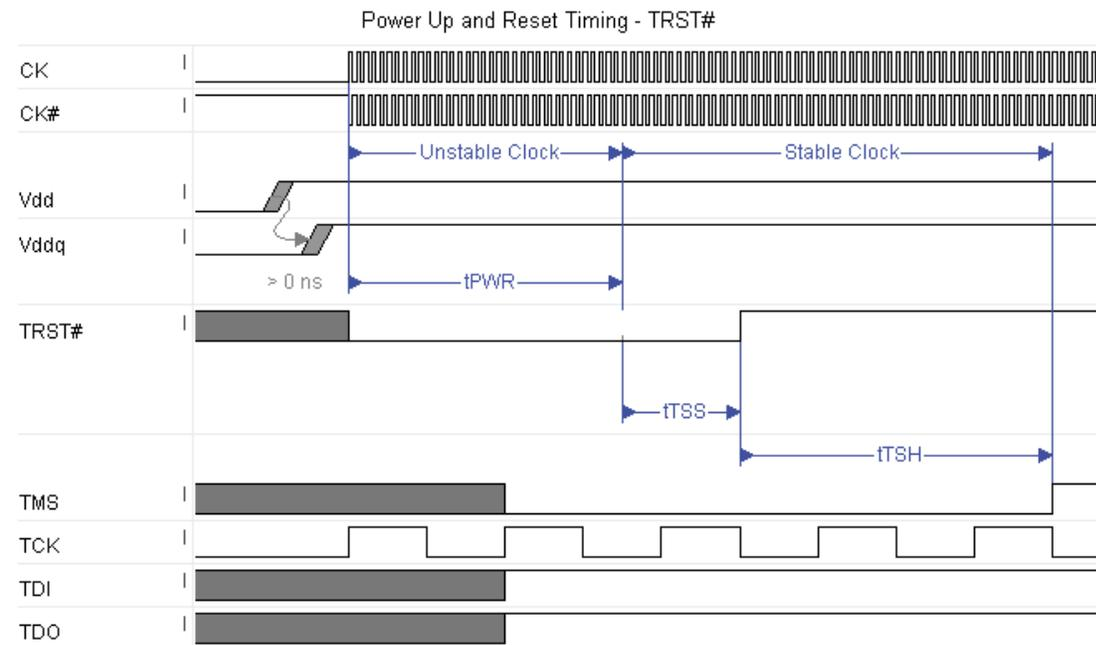 Power Up and Reset Timing - TRST#
CK
CK#
Unstable Clock
Stable Clock
Vdd
Vddq
> 0 ns
tPWR
TRST#
tTSS
tTSH
TMS
TCK
TDI
TDO